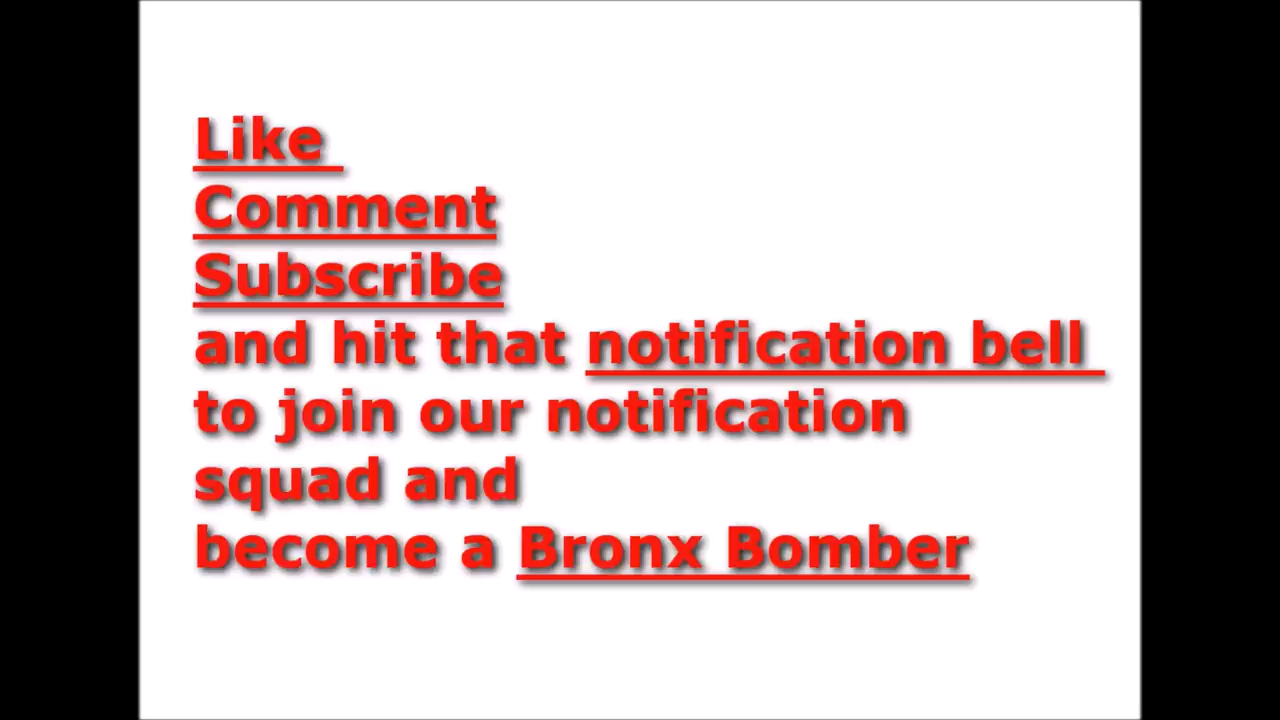 Like
Comment
Subscribe
and hit that notification bell
to join our notification
squad and
become a Bronx Bomber